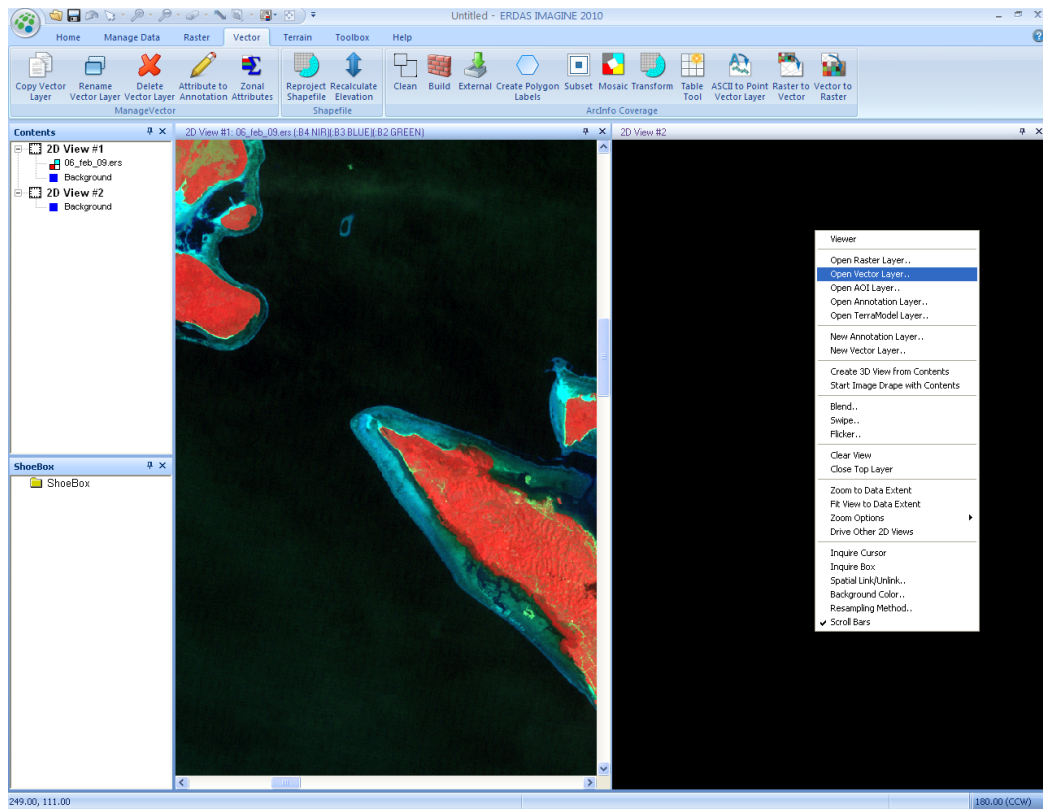 Untitled - ERDAS IMAGINE 2010
Home Manage Data Raster Vector Terrain Toolbox Help
Copy Vector Layer
Rename Vector Layer
Delete Vector Layer
Attribute to Annotation
Zonal Attributes
ManageVector
Reproject Shapefile
Recalculate Elevation
Shapefile
Clean
Build
External
Create Polygon Labels
Subset
Mosaic
Transform
Table Tool
ASCII to Point Vector Layer
Raster to Vector
Vector to Raster
ArcInfo Coverage
Contents
2D View #1
06_feb_09.ers
Background
2D View #2
Background
ShoeBox
ShoeBox
2D View #1: 06_feb_09.ers (:B4 NIR)(:B3 BLUE)(:B2 GREEN)
2D View #2
Viewer
Open Raster Layer..
Open Vector Layer..
Open AOI Layer..
Open Annotation Layer..
Open TerraModel Layer..
New Annotation Layer..
New Vector Layer..
Create 3D View from Contents
Start Image Drape with Contents
Blend..
Swipe..
Flicker..
Clear View
Close Top Layer
Zoom to Data Extent
Fit View to Data Extent
Zoom Options
Drive Other 2D Views
Inquire Cursor
Inquire Box
Spatial Link/Unlink..
Background Color..
Resampling Method..
Scroll Bars
249.00, 111.00
180.00 (CCW)